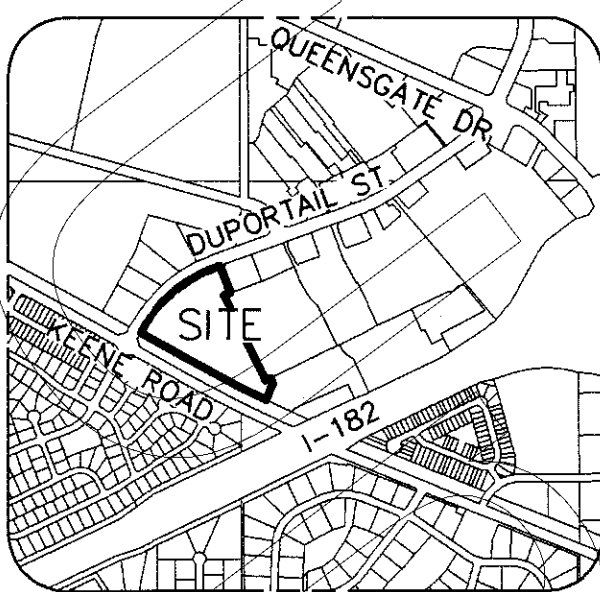 QUEENSGATE DR
DUPORTAIL ST.
SITE
KEENE ROAD
I-182